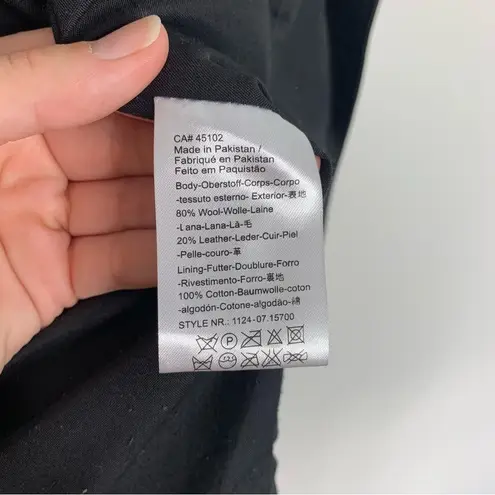 CA# 45102
Made in Pakistan /
Fabriqué en Pakistan
Feito em Paquistão
Body-Oberstoff-Corps-Corpo
-tessuto esterno- Exterior-表地
80% Wool-Wolle-Laine
-Lana-Lana-Lã-毛
20% Leather-Leder-Cuir-Piel
-Pelle-couro-革
Lining-Futter-Doublure-Forro
-Rivestimento-Forro-裏地
100% Cotton-Baumwolle-coton
-algodón-Cotone-algodão-綿
STYLE NR.: 1124-07.15700
P